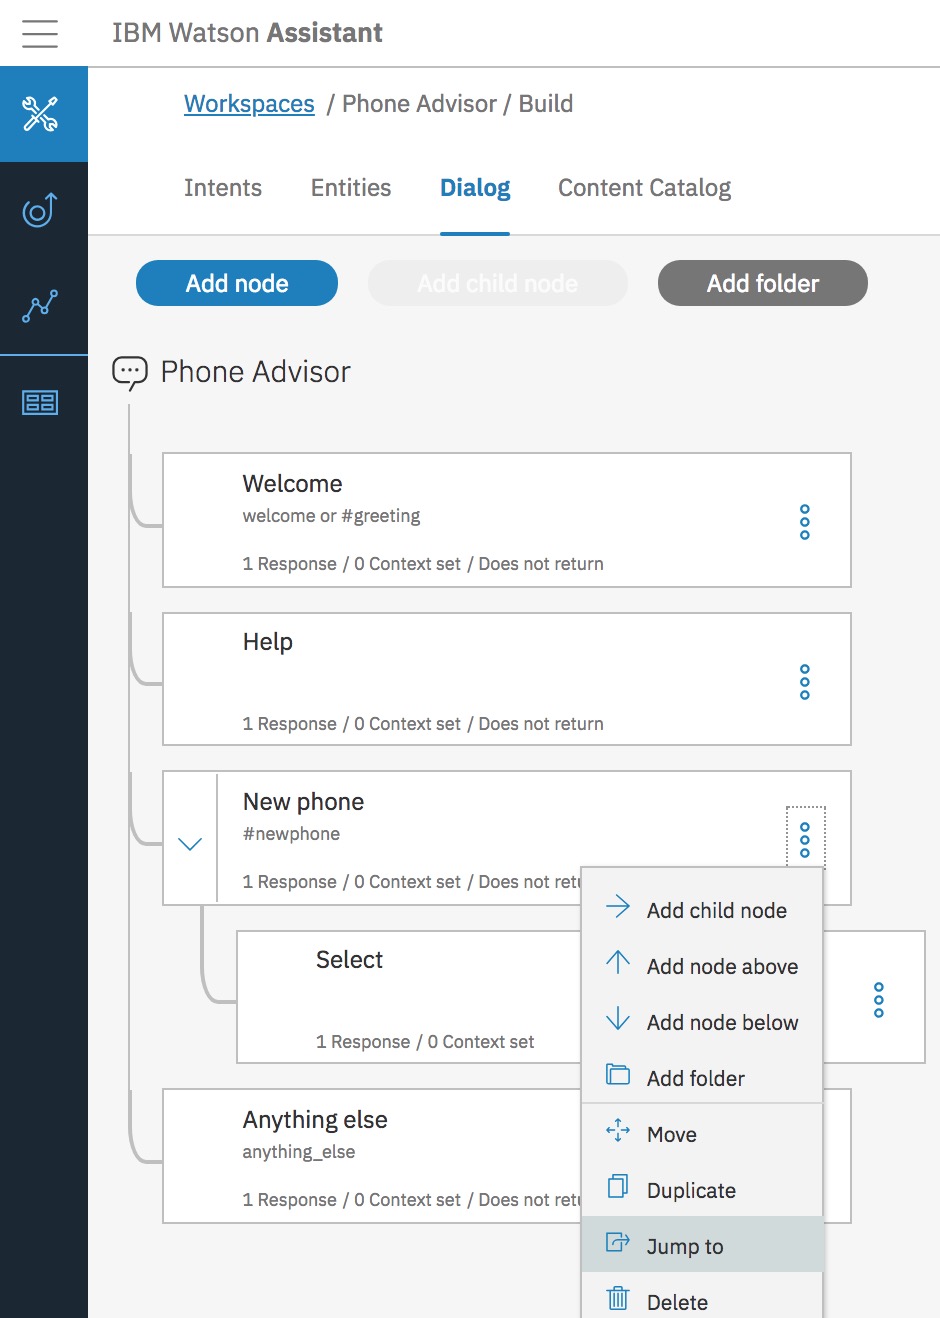 IBM Watson Assistant
Workspaces / Phone Advisor / Build
Intents Entities Dialog Content Catalog
Add node Add child node Add folder
Phone Advisor
Welcome
welcome or #greeting
1 Response / 0 Context set / Does not return
Help
1 Response / 0 Context set / Does not return
New phone
#newphone
1 Response / 0 Context set / Does not retu
Add child node
Add node above
Add node below
Add folder
Move
Duplicate
Jump to
Delete
Select
1 Response / 0 Context set
Anything else
anything_else
1 Response / 0 Context set / Does not retu